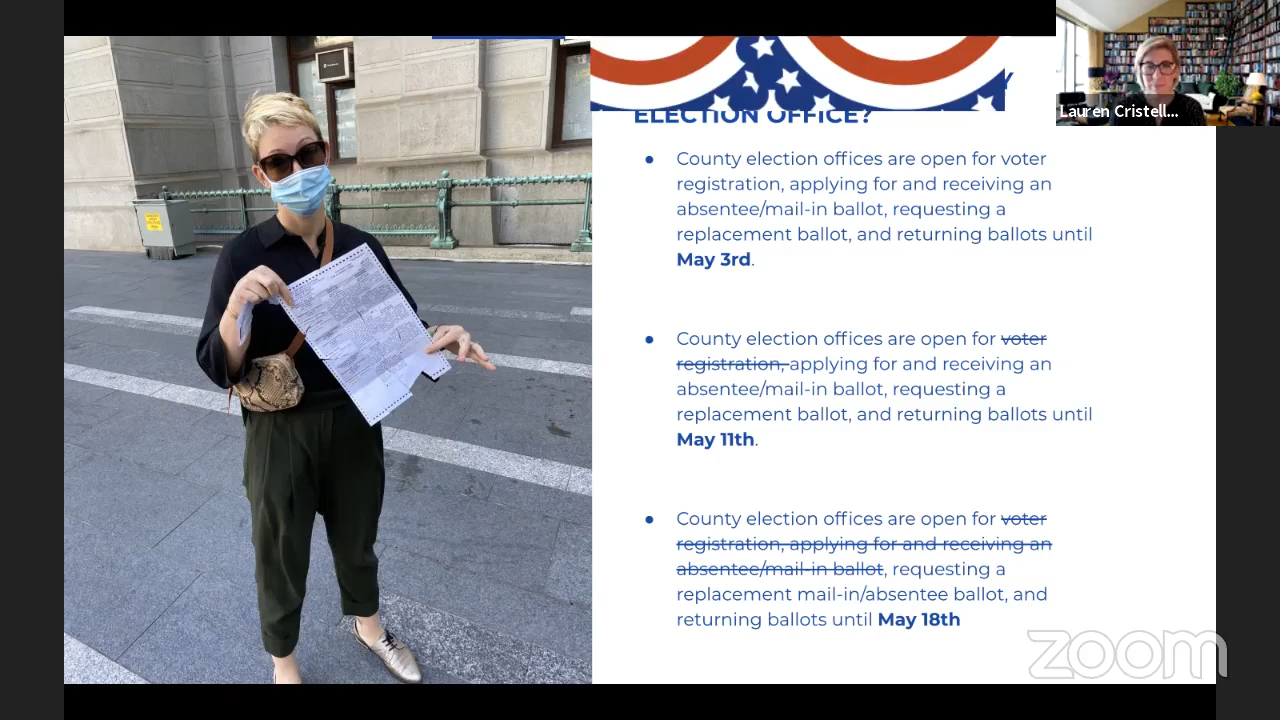 Lauren Cristell...
ELECTION OFFICE?
● County election offices are open for voter
registration, applying for and receiving an
absentee/mail-in ballot, requesting a
replacement ballot, and returning ballots until
May 3rd.
● County election offices are open for voter
registration, applying for and receiving an
absentee/mail-in ballot, requesting a
replacement ballot, and returning ballots until
May 11th.
● County election offices are open for voter
registration, applying for and receiving an
absentee/mail-in ballot, requesting a
replacement mail-in/absentee ballot, and
returning ballots until May 18th
zoom